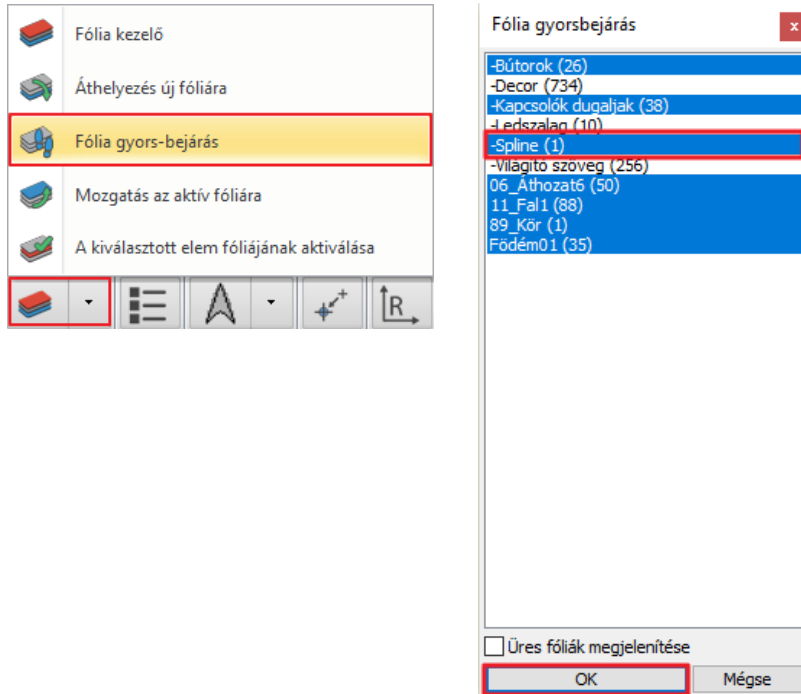 Fólia kezelő
Áthelyezés új fóliára
Fólia gyors-bejárás
Mozgatás az aktív fóliára
A kiválasztott elem fóliájának aktiválása
R
Fólia gyorsbejárás
x
-Bútorok (26)
-Decor (734)
-Kapcsolók dugaljak (38)
-Ledszalag (10)
-Spline (1)
-Világító szöveg (256)
06_Áthozat6 (50)
11_Fal1 (88)
89_Kör (1)
Födém01 (35)
Üres fóliák megjelenítése
OK
Mégse